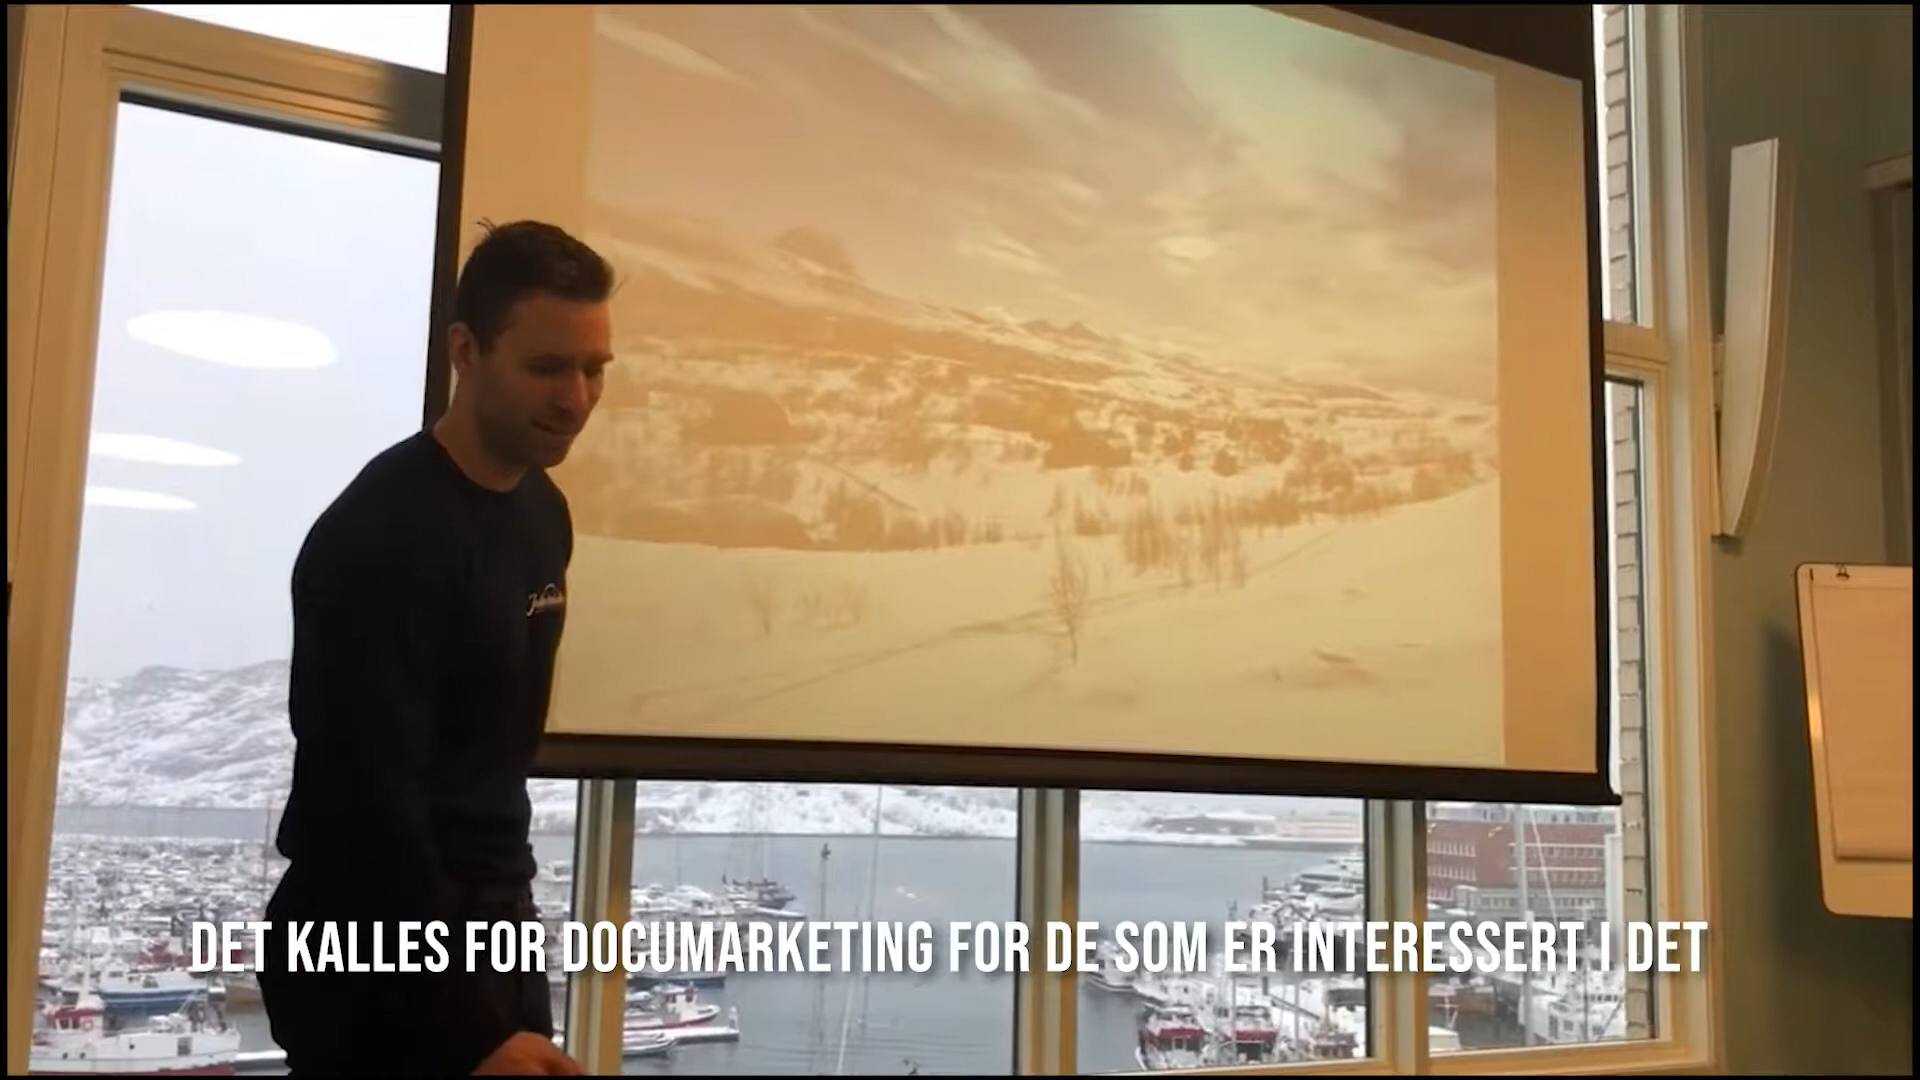 DET KALLES FOR DOCUMARKETING FOR DE SOM ER INTERESSERT I DET